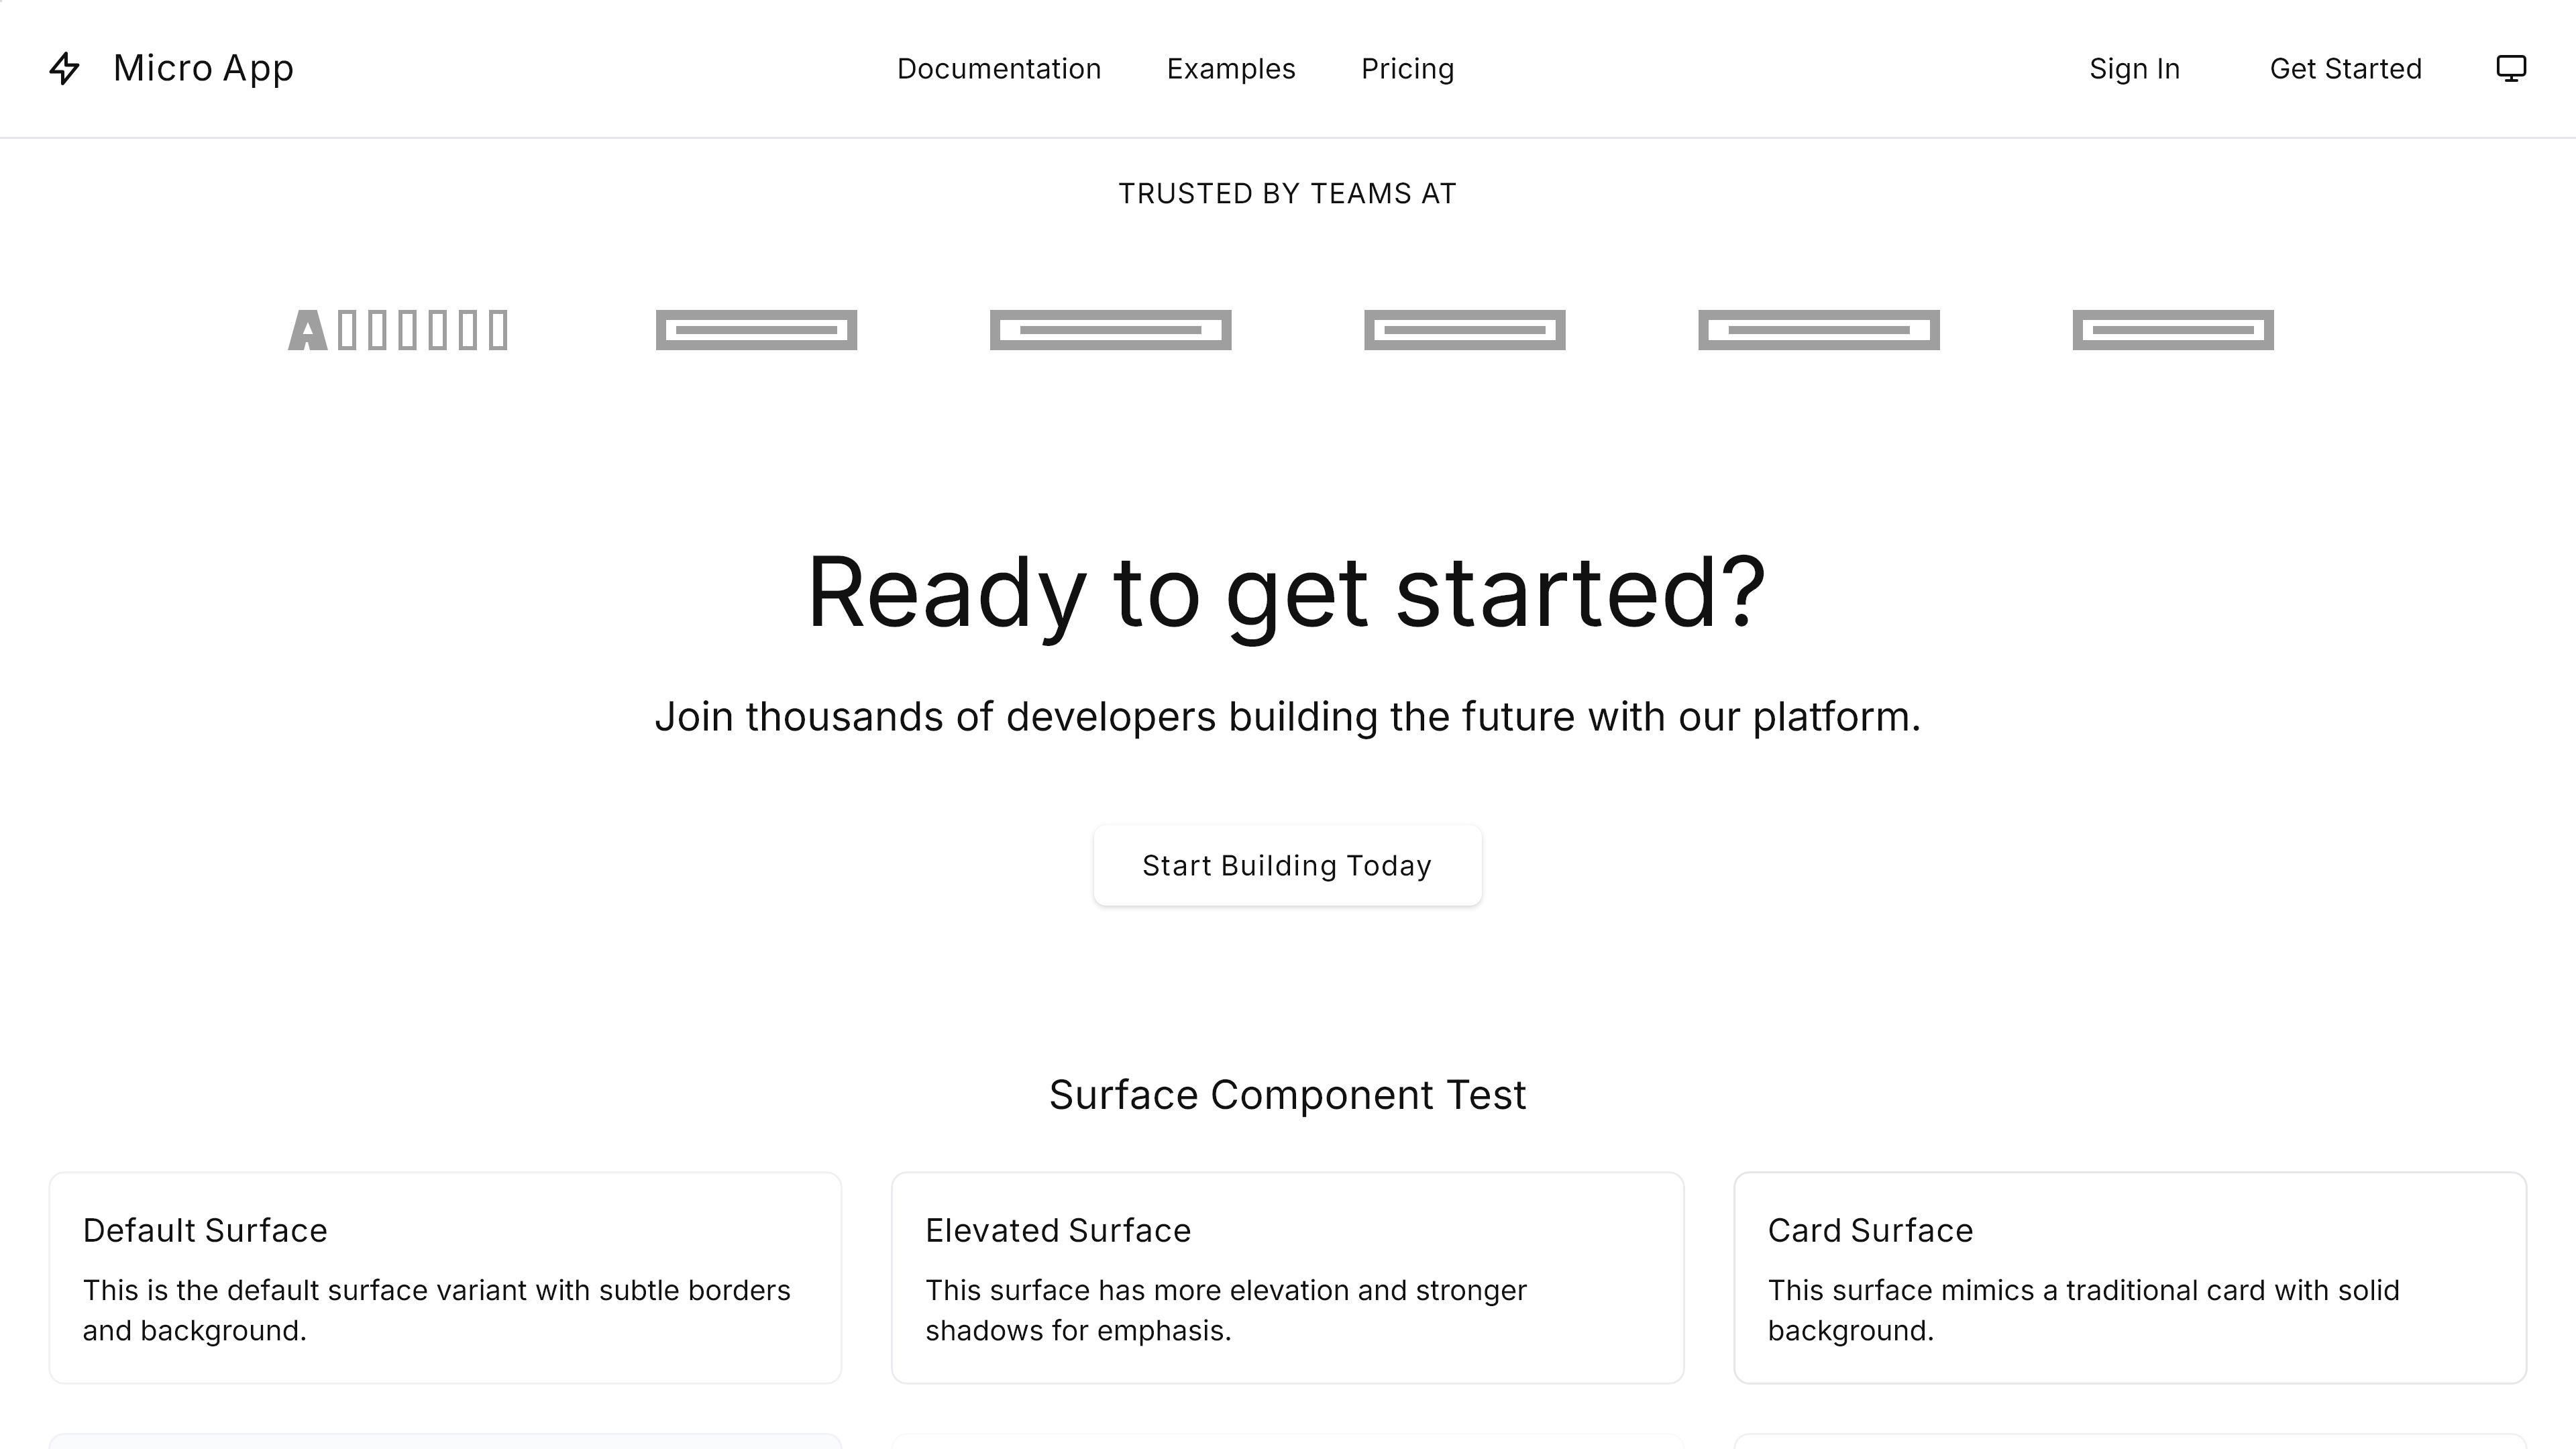 Micro App
Documentation
Examples
Pricing
Sign In
Get Started
TRUSTED BY TEAMS AT
A
Ready to get started?
Join thousands of developers building the future with our platform.
Start Building Today
Surface Component Test
Default Surface
This is the default surface variant with subtle borders
and background.
Elevated Surface
This surface has more elevation and stronger
shadows for emphasis.
Card Surface
This surface mimics a traditional card with solid
background.